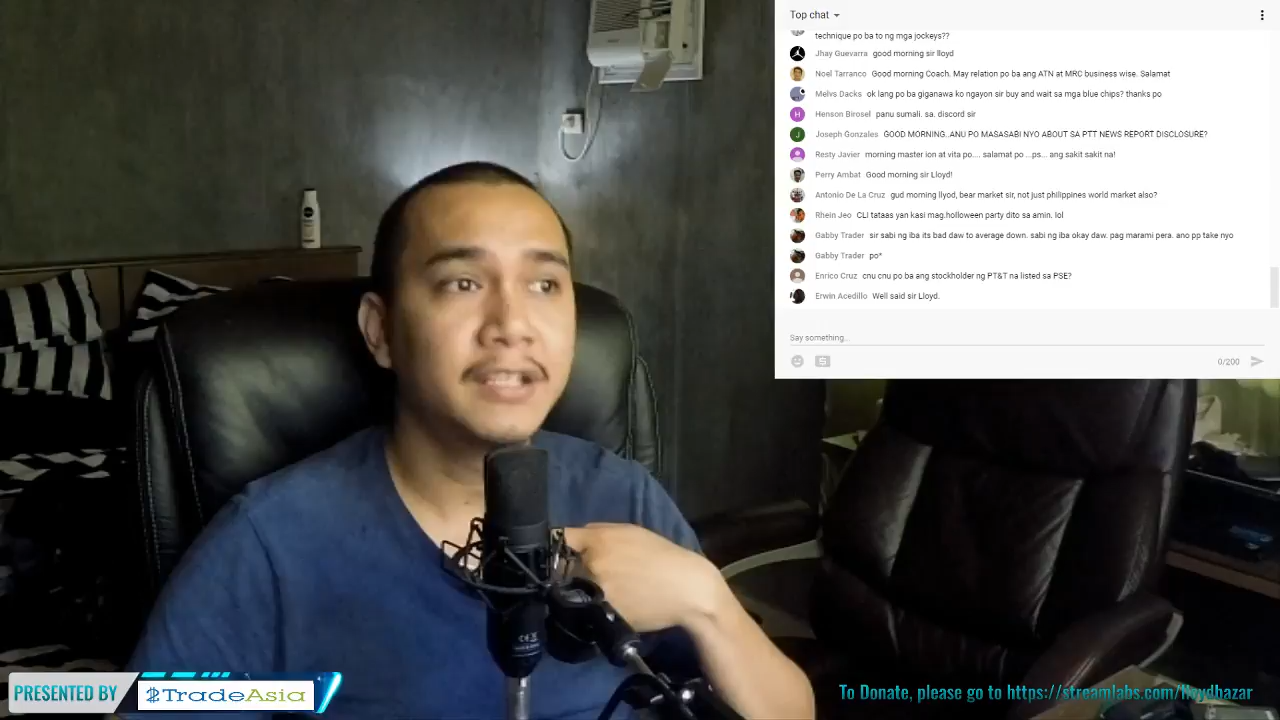 Top chat
technique po ba to ng mga jockeys??
Jhay Guevarra good morning sir lloyd
Noel Tarranco Good morning Coach. May relation po ba ang ATN at MRC business wise. Salamat
Melvs Dacks ok lang po ba giganawa ko ngayon sir buy and wait sa mga blue chips? thanks po
H
Henson Birosel panu sumali. sa. discord sir
J
Joseph Gonzales GOOD MORNING..ANU PO MASASABI NYO ABOUT SA PTT NEWS REPORT DISCLOSURE?
Resty Javier morning master ion at vita po.... salamat po ...ps... ang sakit sakit na!
Perry Ambat Good morning sir Lloyd!
Antonio De La Cruz gud morning llyod, bear market sir, not just philippines world market also?
Rhein Jeo CLI tataas yan kasi mag.holloween party dito sa amin. lol
Gabby Trader sir sabi ng iba its bad daw to average down. sabi ng iba okay daw. pag marami pera. ano pp take nyo
Gabby Trader po*
Enrico Cruz cnu cnu po ba ang stockholder ng PT&T na listed sa PSE?
Erwin Acedillo Well said sir Lloyd.
Say something...
0/200
NIVEA
PRESENTED BY
$TradeAsia
To Donate, please go to https://streamlabs.com/lloydbazar